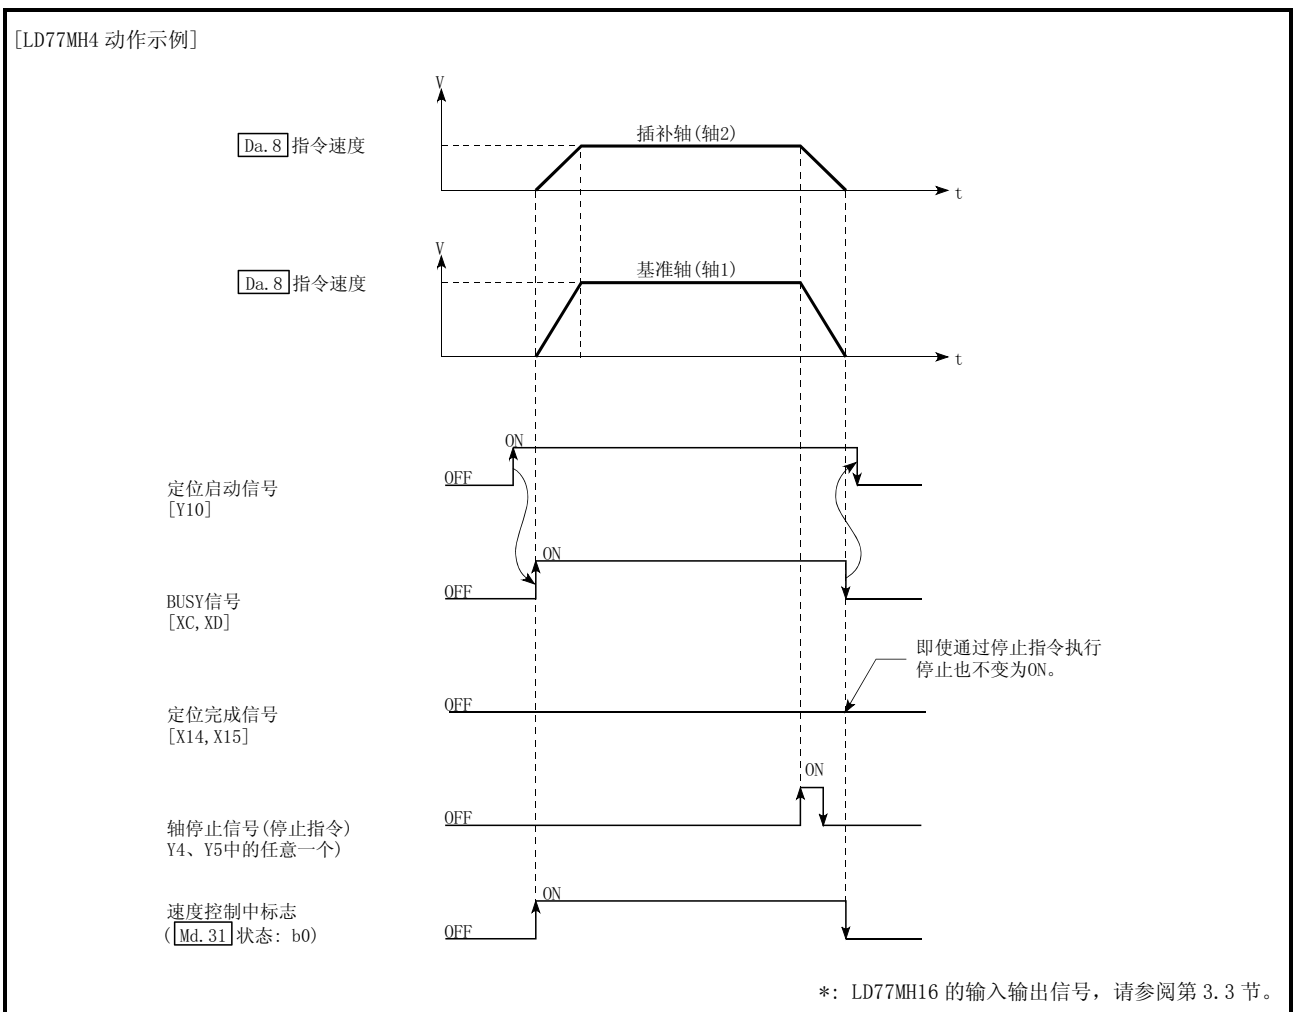 [LD77MH4 动作示例]
V
Da.8 指令速度
插补轴(轴2)
t
V
Da.8 指令速度
基准轴(轴1)
t
ON
OFF
定位启动信号
[Y10]
ON
OFF
BUSY信号
[XC,XD]
即使通过停止指令执行
停止也不变为ON。
OFF
定位完成信号
[X14,X15]
ON
OFF
轴停止信号(停止指令)
Y4、Y5中的任意一个)
ON
速度控制中标志
(Md.31 状态: b0)
OFF
*: LD77MH16 的输入输出信号，请参阅第 3.3 节。